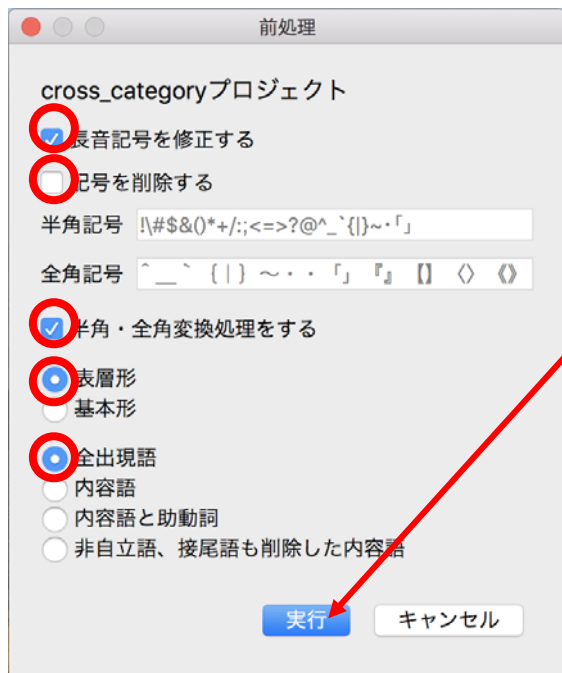 前処理
cross_categoryプロジェクト
長音記号を修正する
記号を削除する
半角記号 !\#$&()*+/:;<=>?@^_`{|}~･｢｣
全角記号 ＾＿｀｛｜｝～・・「」『』【】〈〉《》
半角・全角変換処理をする
表層形
基本形
全出現語
内容語
内容語と助動詞
非自立語、接尾語も削除した内容語
実行 キャンセル